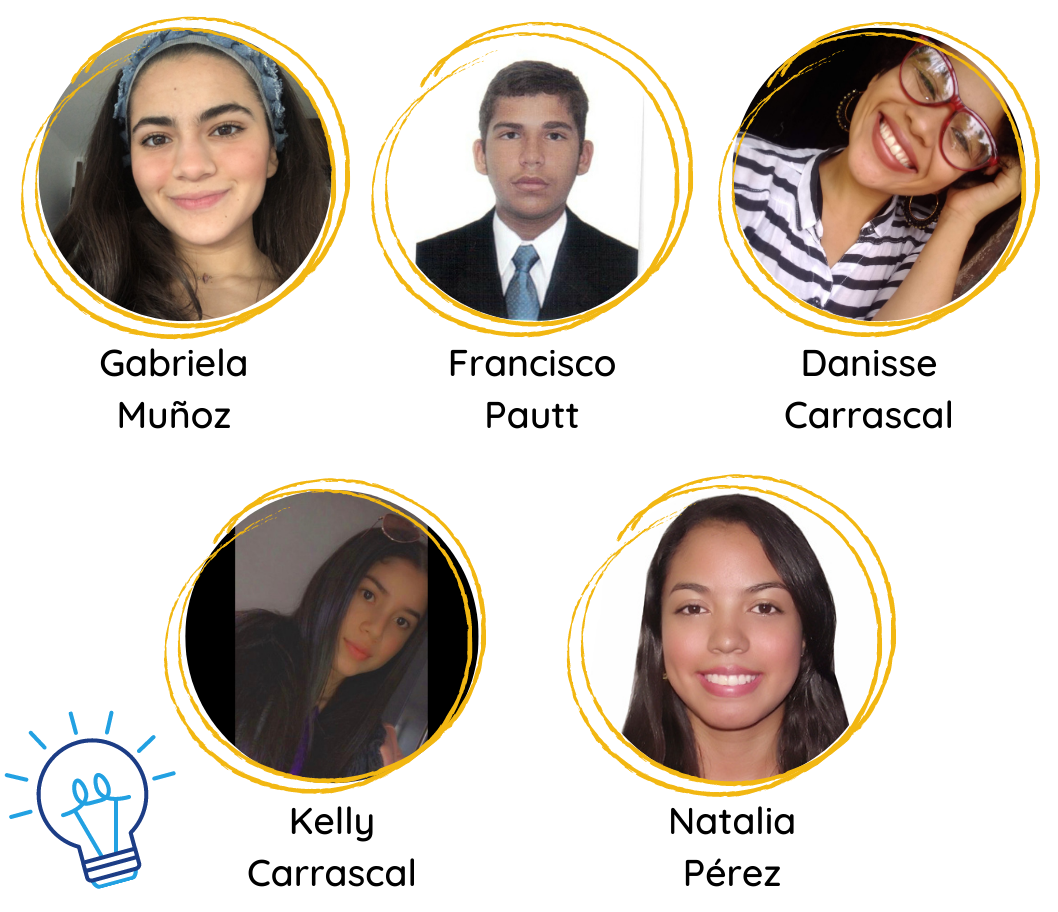 Gabriela
Muñoz
Francisco
Pautt
Danisse
Carrascal
Kelly
Carrascal
Natalia
Pérez